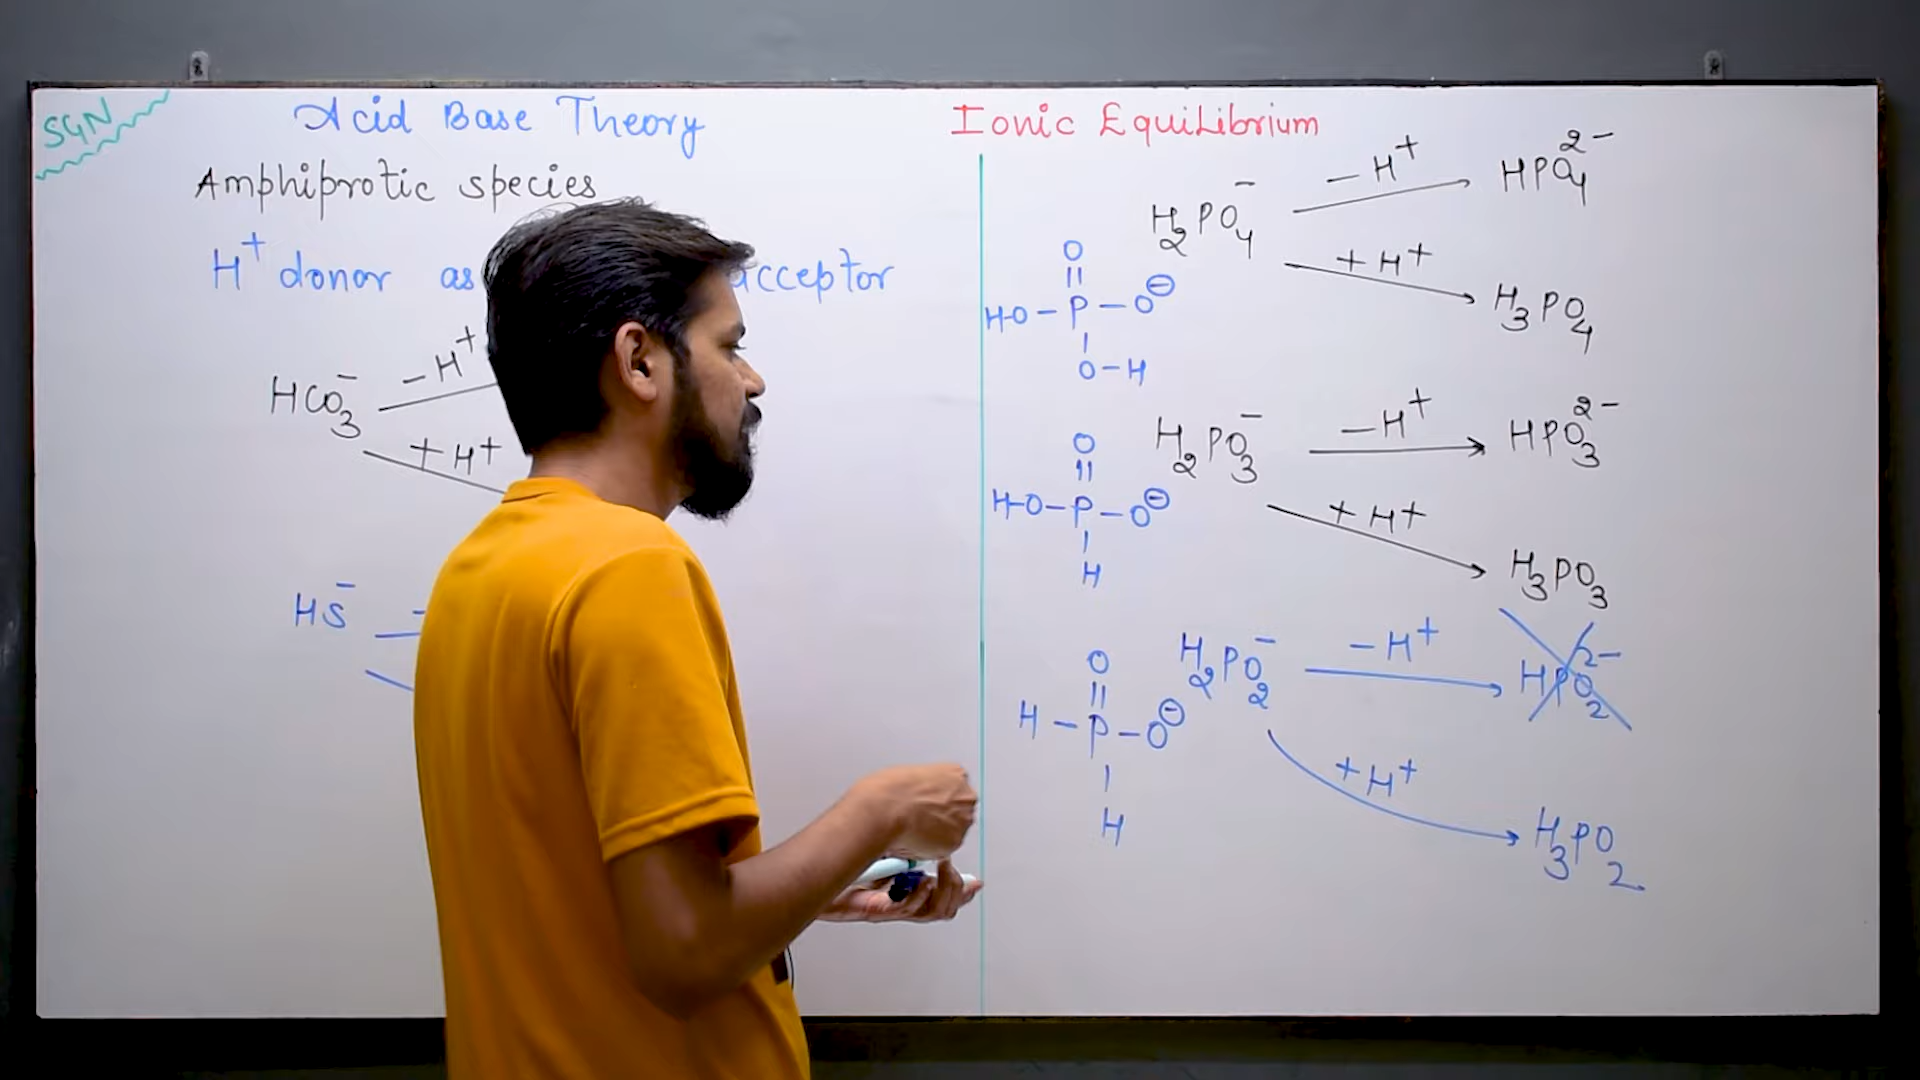 SGN
Acid Base Theory
Amphiprotic species
H⁺ donor as acceptor
HCO₃⁻
−H⁺
+H⁺
HS⁻
Ionic Equilibrium
H₂PO₄⁻
−H⁺
HPO₄²⁻
+H⁺
H₃PO₄
O
H-O-P-O⊖
O-H
H₂PO₃⁻
−H⁺
HPO₃²⁻
+H⁺
H₃PO₃
O
H-O-P-O⊖
H
H₂PO₂⁻
−H⁺
HPO₂²⁻
+H⁺
H₃PO₂
O
H-P-O⊖
H